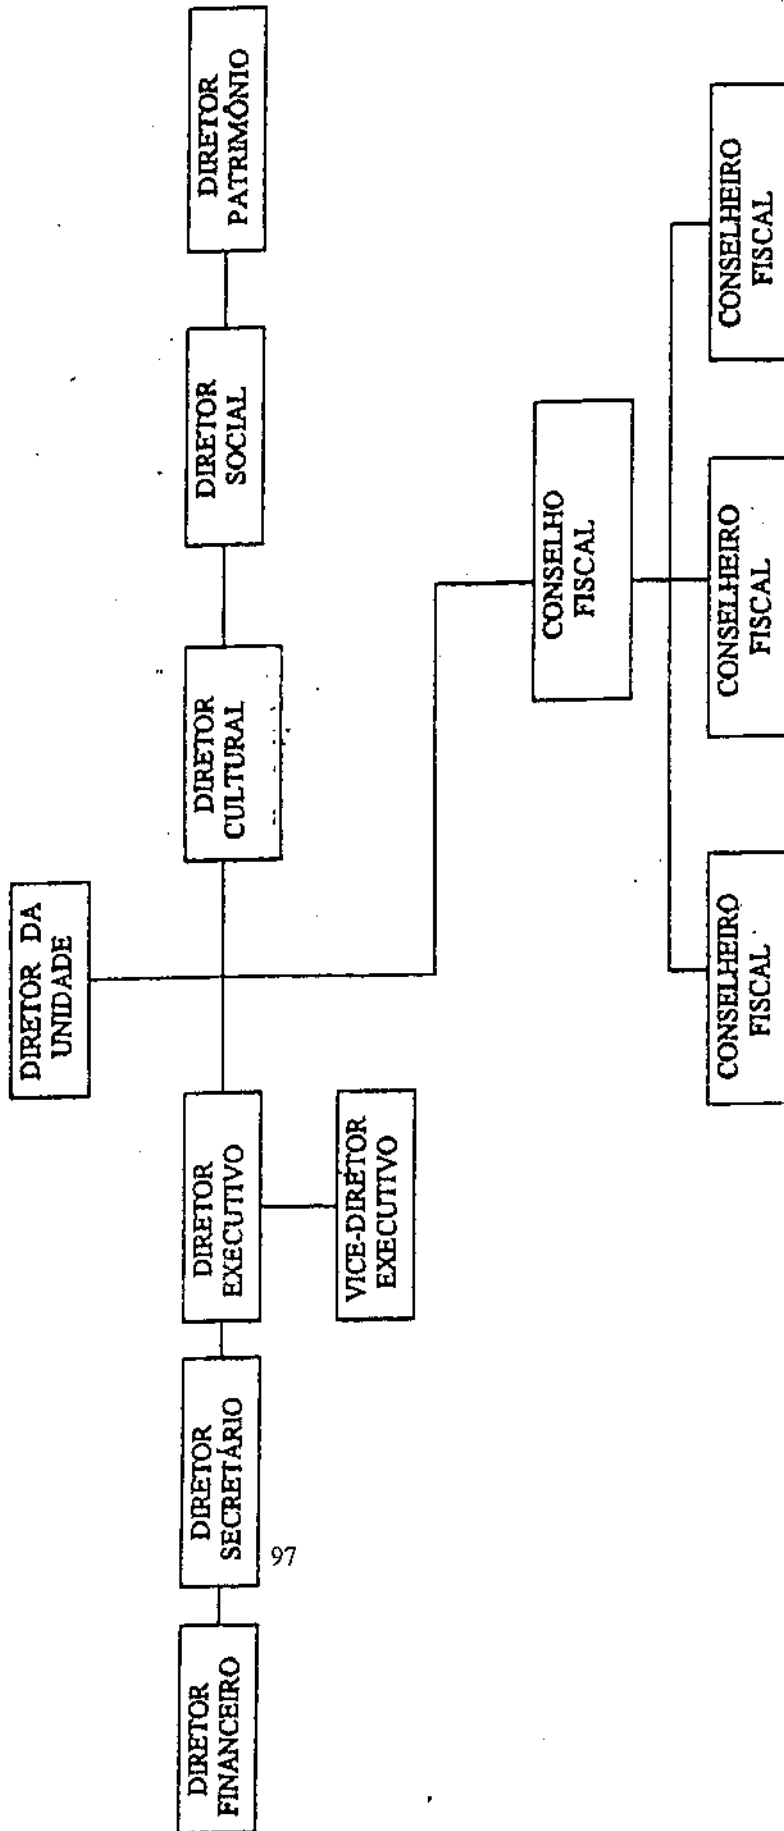 DIRETOR DA
UNIDADE
DIRETOR
FINANCEIRO
DIRETOR
SECRETÁRIO
DIRETOR
EXECUTIVO
DIRETOR
CULTURAL
DIRETOR
SOCIAL
DIRETOR
PATRIMÔNIO
VICE-DIRETOR
EXECUTIVO
CONSELHO
FISCAL
CONSELHEIRO
FISCAL
CONSELHEIRO
FISCAL
CONSELHEIRO
FISCAL
97